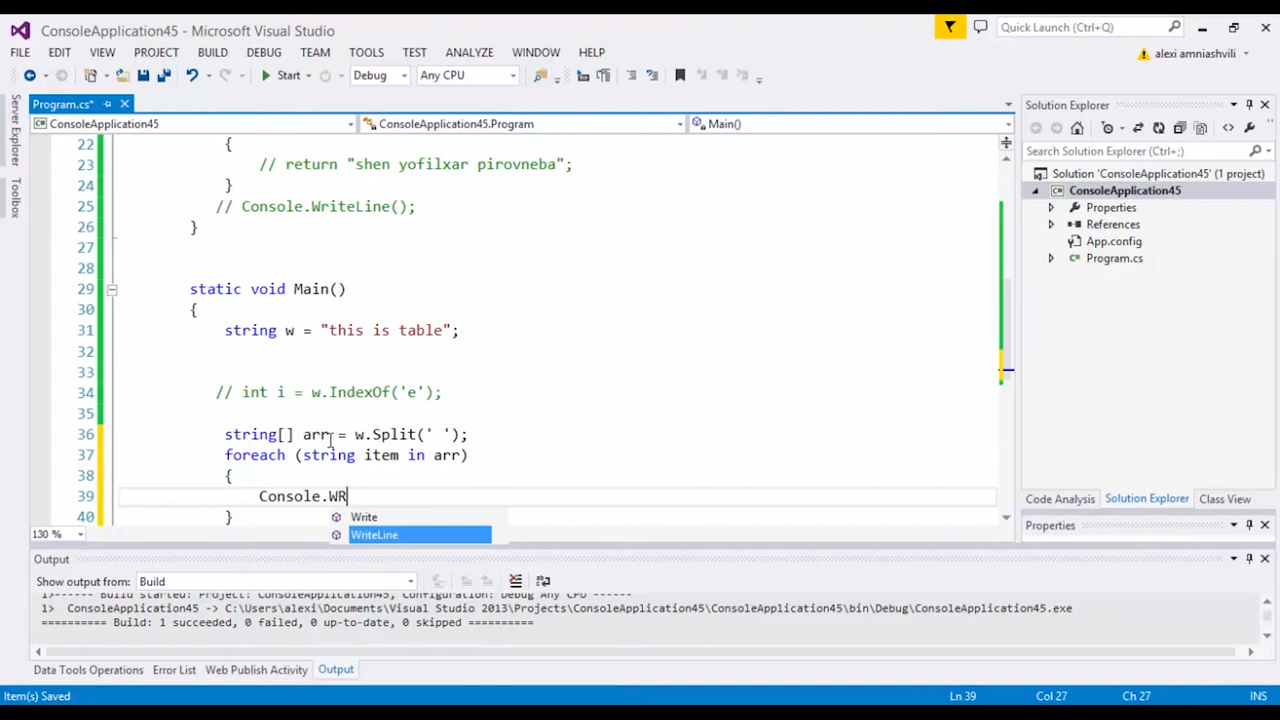 ConsoleApplication45 - Microsoft Visual Studio
Quick Launch (Ctrl+Q)
FILE EDIT VIEW PROJECT BUILD DEBUG TEAM TOOLS TEST ANALYZE WINDOW HELP
alexi amniashvili
Start Debug Any CPU
Server Explorer
Toolbox
Program.cs*
ConsoleApplication45 ConsoleApplication45.Program Main()
22 {
23 // return "shen yofilxar pirovneba";
24 }
25 // Console.WriteLine();
26 }
27
28
29 static void Main()
30 {
31 string w = "this is table";
32
33
34 // int i = w.IndexOf('e');
35
36 string[] arr = w.Split(' ');
37 foreach (string item in arr)
38 {
39 Console.WR
40 }
Write
WriteLine
130 %
Solution Explorer
Search Solution Explorer (Ctrl+;)
Solution 'ConsoleApplication45' (1 project)
ConsoleApplication45
Properties
References
App.config
Program.cs
Code Analysis Solution Explorer Class View
Properties
Output
Show output from: Build
1>------ Build started: Project: ConsoleApplication45, Configuration: Debug Any CPU ------
1> ConsoleApplication45 -> C:\Users\alexi\Documents\Visual Studio 2013\Projects\ConsoleApplication45\ConsoleApplication45\bin\Debug\ConsoleApplication45.exe
========== Build: 1 succeeded, 0 failed, 0 up-to-date, 0 skipped ==========
Data Tools Operations Error List Web Publish Activity Output
Item(s) Saved Ln 39 Col 27 Ch 27 INS